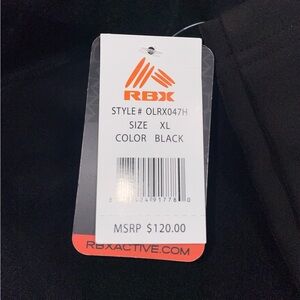 RBX
STYLE# OLRX047H
SIZE XL
COLOR BLACK
MSRP $120.00
RBXACTIVE.COM